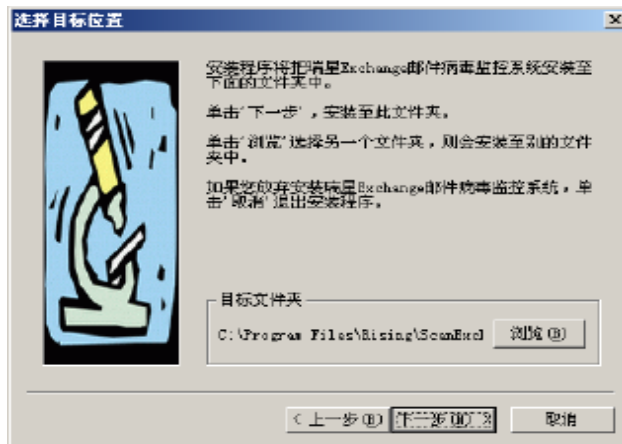 选择目标位置
安装程序将把瑞星Exchange邮件病毒监控系统安装至
下面的文件夹中。
单击'下一步'，安装至此文件夹。
单击'浏览'选择另一个文件夹，则会安装至别的文件
夹中。
如果您放弃安装瑞星Exchange邮件病毒监控系统，单
击'取消'退出安装程序。
目标文件夹
C:\Program Files\Rising\ScanExcl
浏览(R)
< 上一步(B)
下一步(N) >
取消